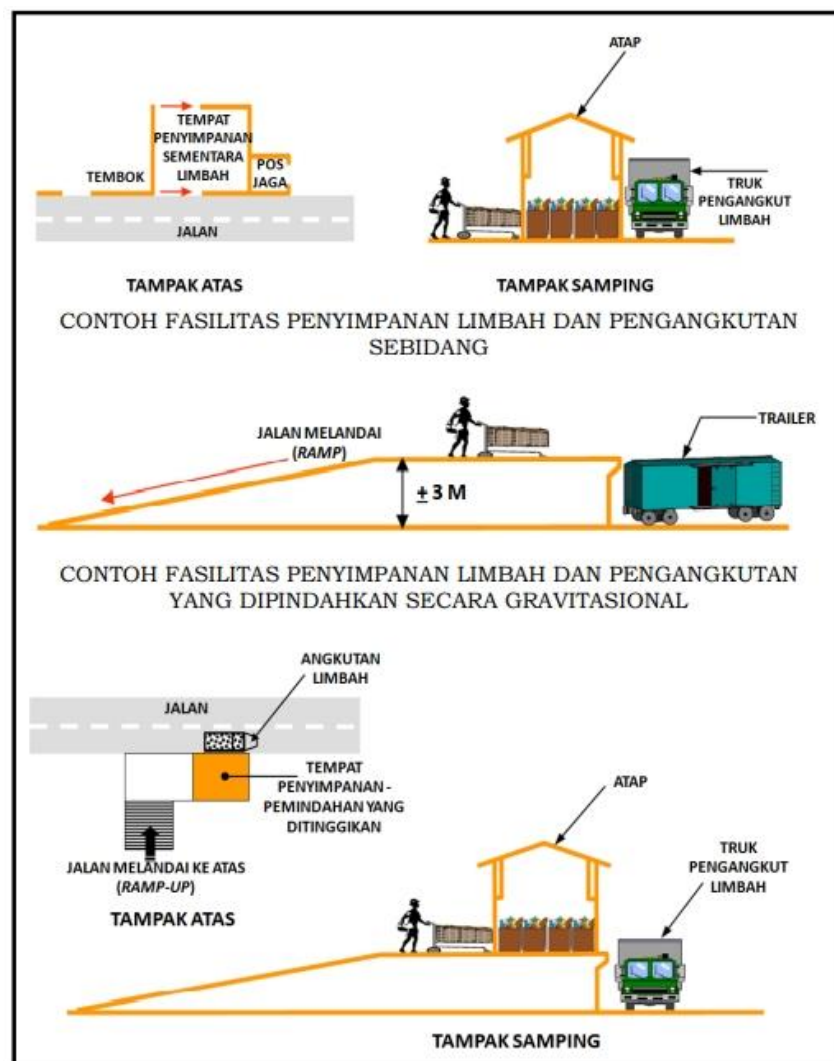 ATAP
TEMPAT
PENYIMPANAN
SEMENTARA
LIMBAH
TEMBOK
POS
JAGA
JALAN
TRUK
PENGANGKUT
LIMBAH
TAMPAK ATAS
TAMPAK SAMPING
CONTOH FASILITAS PENYIMPANAN LIMBAH DAN PENGANGKUTAN
SEBIDANG
JALAN MELANDAI
(RAMP)
TRAILER
± 3 M
CONTOH FASILITAS PENYIMPANAN LIMBAH DAN PENGANGKUTAN
YANG DIPINDAHKAN SECARA GRAVITASIONAL
ANGKUTAN
LIMBAH
JALAN
TEMPAT
PENYIMPANAN -
PEMINDAHAN YANG
DITINGGIKAN
JALAN MELANDAI KE ATAS
(RAMP-UP)
TAMPAK ATAS
ATAP
TRUK
PENGANGKUT
LIMBAH
TAMPAK SAMPING